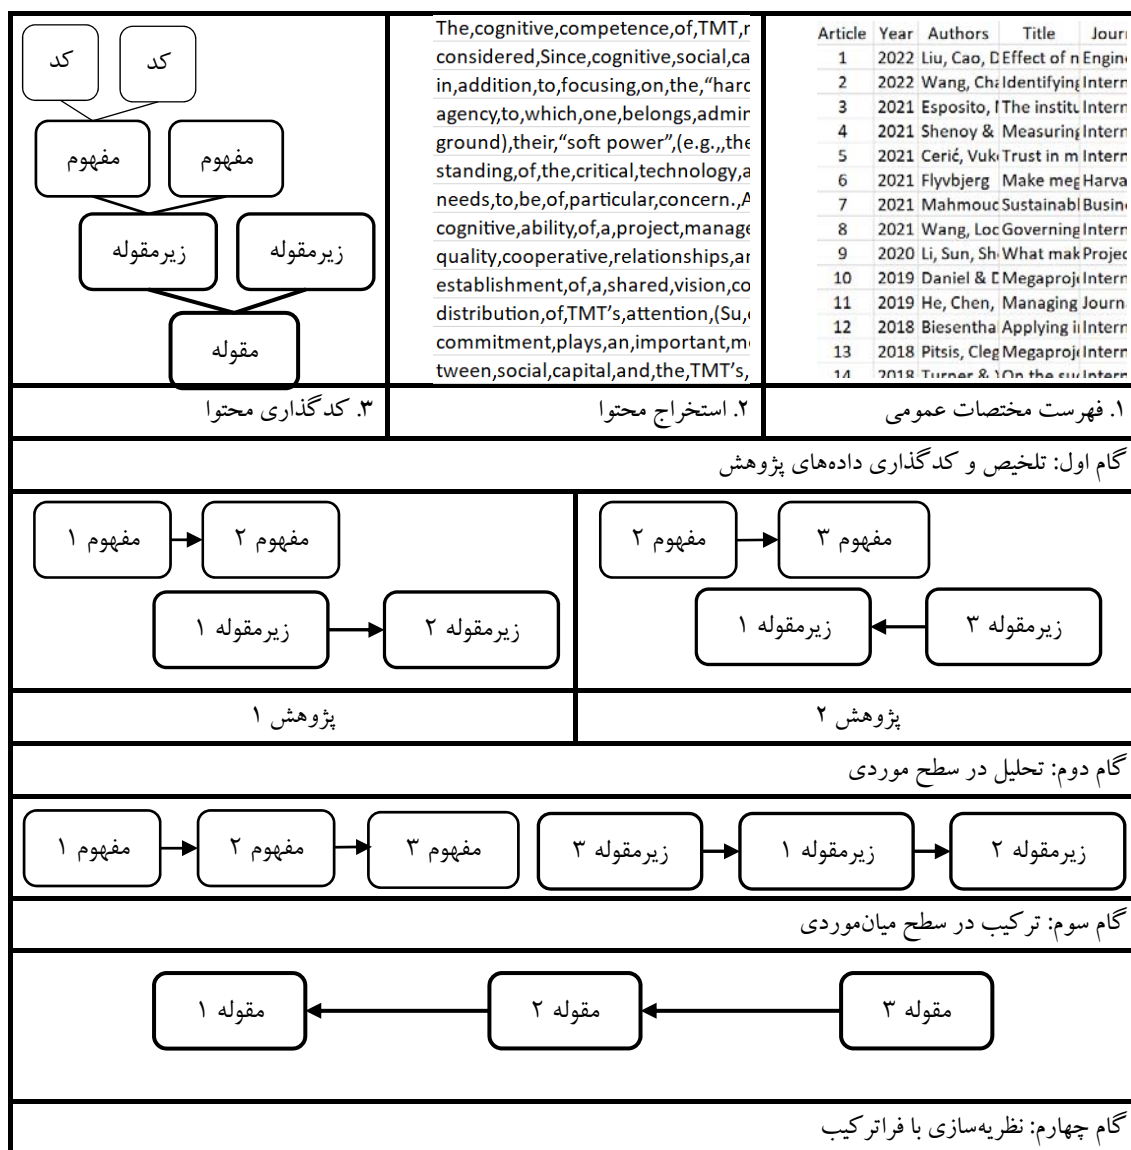 Article Year Authors Title Jour
1 2022 Liu, Cao, D Effect of n Engin
2 2022 Wang, Cha Identifying Intern
3 2021 Esposito, The institu Intern
4 2021 Shenoy & Measuring Intern
5 2021 Cerić, Vuk Trust in m Intern
6 2021 Flyvbjerg Make meg Harva
7 2021 Mahmoud Sustainabl Busin
8 2021 Wang, Loc Governing Intern
9 2020 Li, Sun, Sh What mak Projec
10 2019 Daniel & D Megaproj Intern
11 2019 He, Chen, Managing Journ
12 2018 Biesentha Applying i Intern
13 2018 Pitsis, Cleg Megaproj Intern
14 2018 Turner & On the su Intern
The,cognitive,competence,of,TMT,r
considered,Since,cognitive,social,ca
in,addition,to,focusing,on,the,“hard
agency,to,which,one,belongs,admin
ground),their,“soft power”,(e.g.,,the
standing,of,the,critical,technology,a
needs,to,be,of,particular,concern.,A
cognitive,ability,of,a,project,manage
quality,cooperative,relationships,an
establishment,of,a,shared,vision,co
distribution,of,TMT’s,attention,(Su,
commitment,plays,an,important,m
tween,social,capital,and,the,TMT’s,
کد
کد
مفهوم
مفهوم
زیرمقوله
زیرمقوله
مقوله
۱. فهرست مختصات عمومی
۲. استخراج محتوا
۳. کدگذاری محتوا
گام اول: تلخیص و کدگذاری داده‌های پژوهش
مفهوم ۲
مفهوم ۳
زیرمقوله ۱
زیرمقوله ۳
مفهوم ۱
مفهوم ۲
زیرمقوله ۱
زیرمقوله ۲
پژوهش ۲
پژوهش ۱
گام دوم: تحلیل در سطح موردی
مفهوم ۱
مفهوم ۲
مفهوم ۳
زیرمقوله ۳
زیرمقوله ۱
زیرمقوله ۲
گام سوم: ترکیب در سطح میان‌موردی
مقوله ۳
مقوله ۲
مقوله ۱
گام چهارم: نظریه‌سازی با فراترکیب